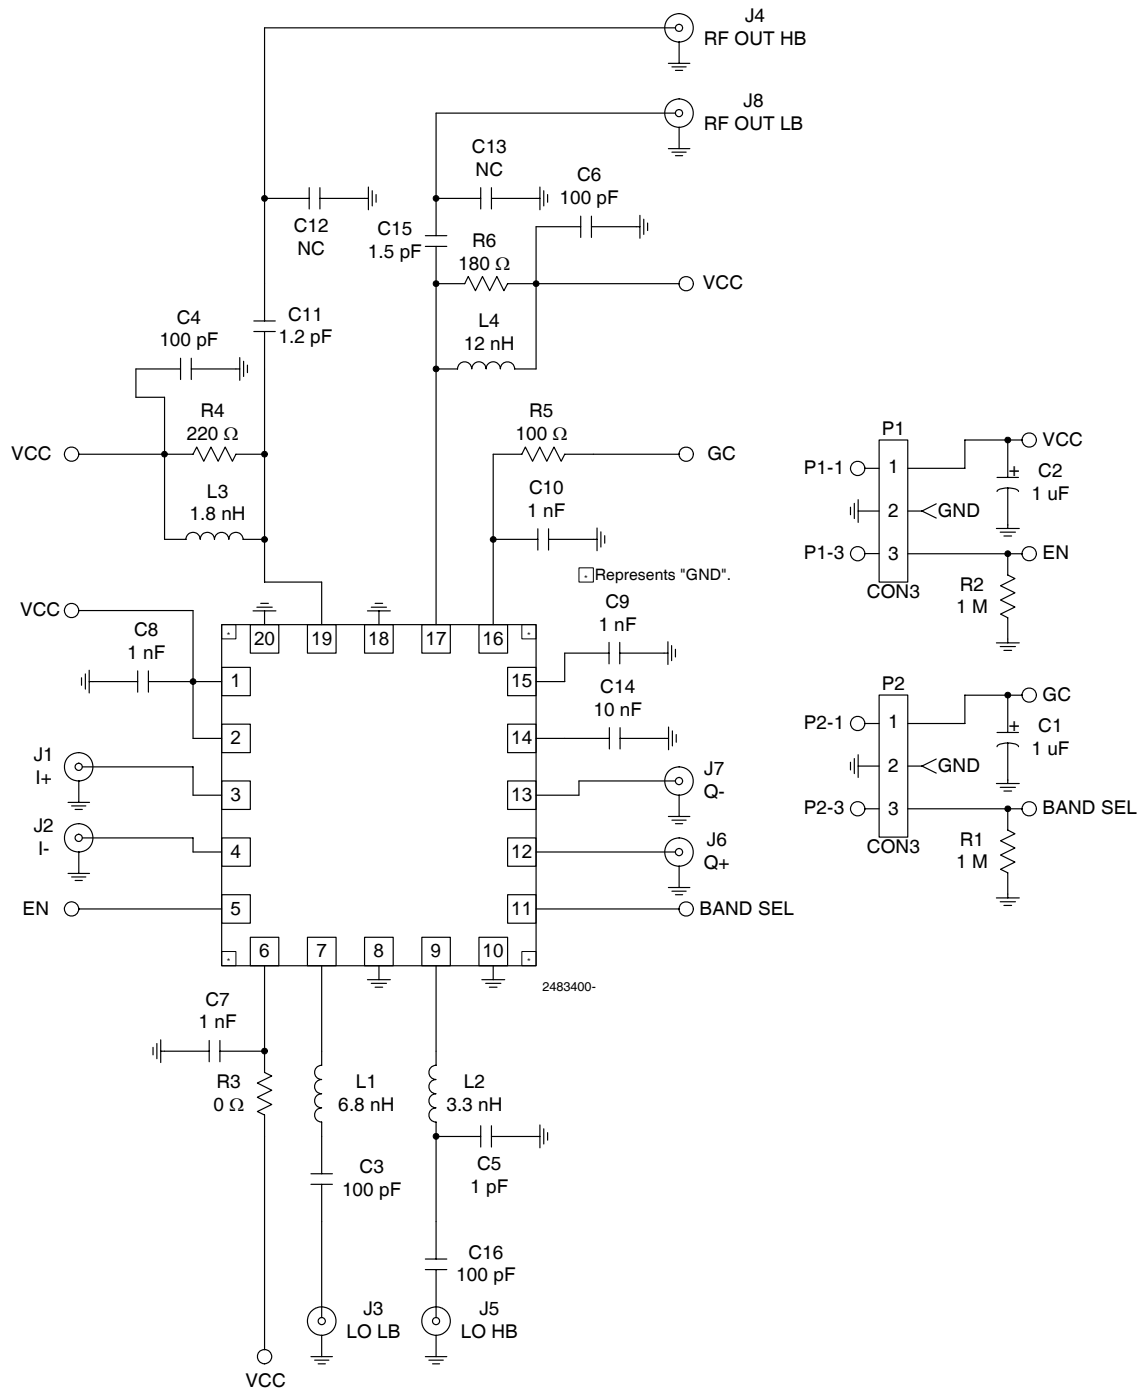 J4
RF OUT HB
J8
RF OUT LB
C13
NC
C6
100 pF
C12
NC
C15
1.5 pF
R6
180 Ω
VCC
C4
100 pF
C11
1.2 pF
L4
12 nH
R4
220 Ω
VCC
L3
1.8 nH
R5
100 Ω
GC
C10
1 nF
P1
P1-1
1
VCC
C2
+
1 uF
2
GND
P1-3
3
EN
CON3
R2
1 M
. Represents "GND".
VCC
C8
1 nF
C9
1 nF
20
19
18
17
16
1
15
C14
10 nF
2
14
J1
I+
3
13
J7
Q-
J2
I-
4
12
J6
Q+
EN
5
11
BAND SEL
6
7
8
9
10
2483400-
P2
P2-1
1
GC
C1
+
1 uF
2
GND
P2-3
3
BAND SEL
CON3
R1
1 M
C7
1 nF
R3
0 Ω
L1
6.8 nH
L2
3.3 nH
C3
100 pF
C5
1 pF
C16
100 pF
J3
LO LB
J5
LO HB
VCC